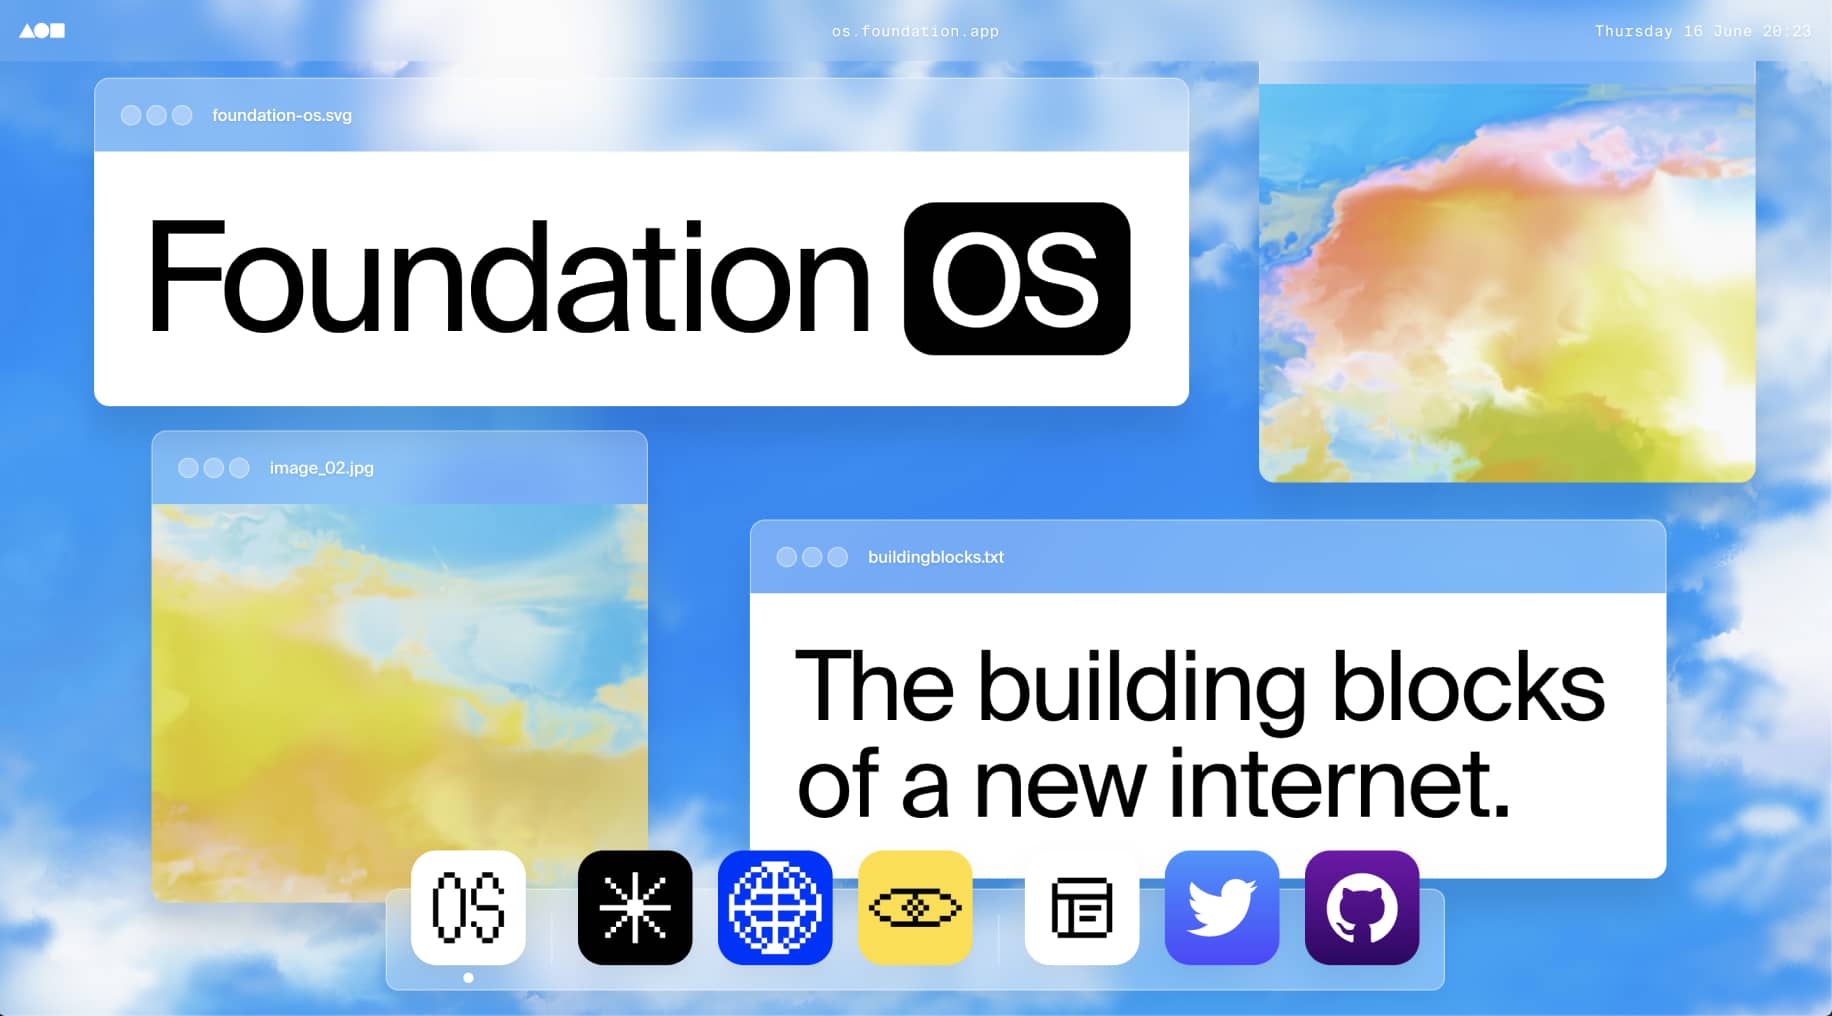 os.foundation.app
Thursday 16 June 20:23
foundation-os.svg
Foundation OS
image_02.jpg
buildingblocks.txt
The building blocks
of a new internet.
OS